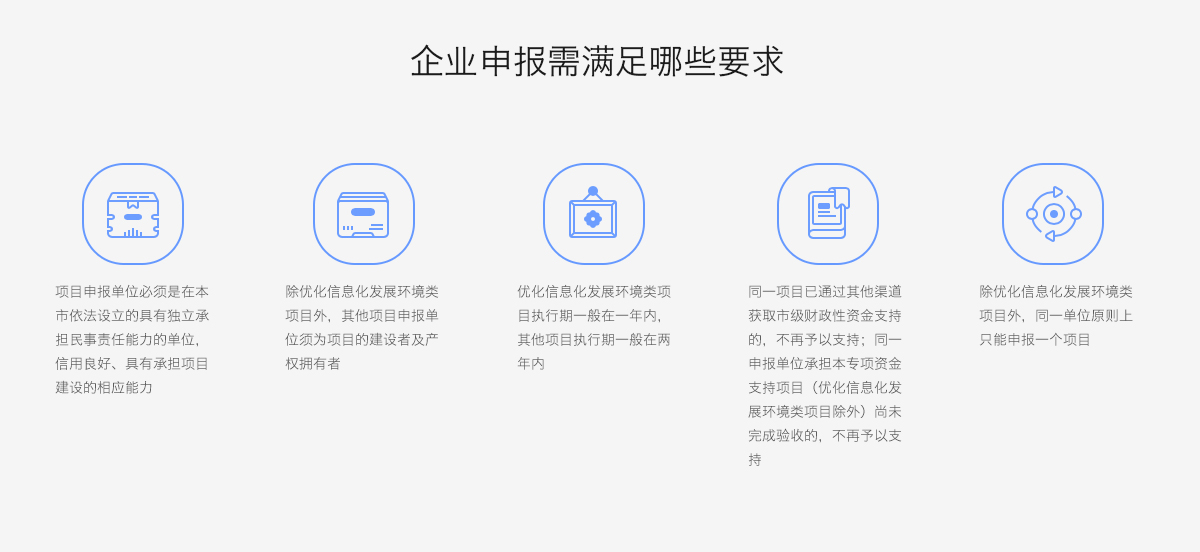 企业申报需满足哪些要求
项目申报单位必须是在本
市依法设立的具有独立承
担民事责任能力的单位，
信用良好、具有承担项目
建设的相应能力
除优化信息化发展环境类
项目外，其他项目申报单
位须为项目的建设者及产
权拥有者
优化信息化发展环境类项
目执行期一般在一年内，
其他项目执行期一般在两
年内
同一项目已通过其他渠道
获取市级财政性资金支持
的，不再予以支持；同一
申报单位承担本专项资金
支持项目（优化信息化发
展环境类项目除外）尚未
完成验收的，不再予以支
持
除优化信息化发展环境类
项目外，同一单位原则上
只能申报一个项目